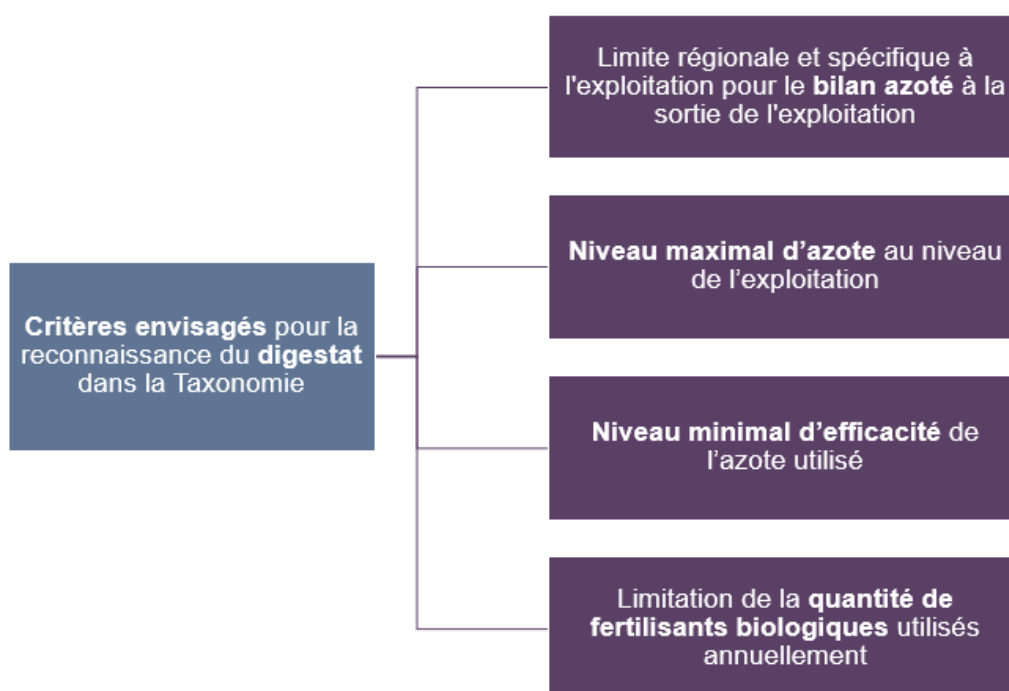 Limite régionale et spécifique à
l'exploitation pour le bilan azoté à la
sortie de l'exploitation
Niveau maximal d’azote au niveau
de l’exploitation
Critères envisagés pour la
reconnaissance du digestat
dans la Taxonomie
Niveau minimal d’efficacité de
l’azote utilisé
Limitation de la quantité de
fertilisants biologiques utilisés
annuellement